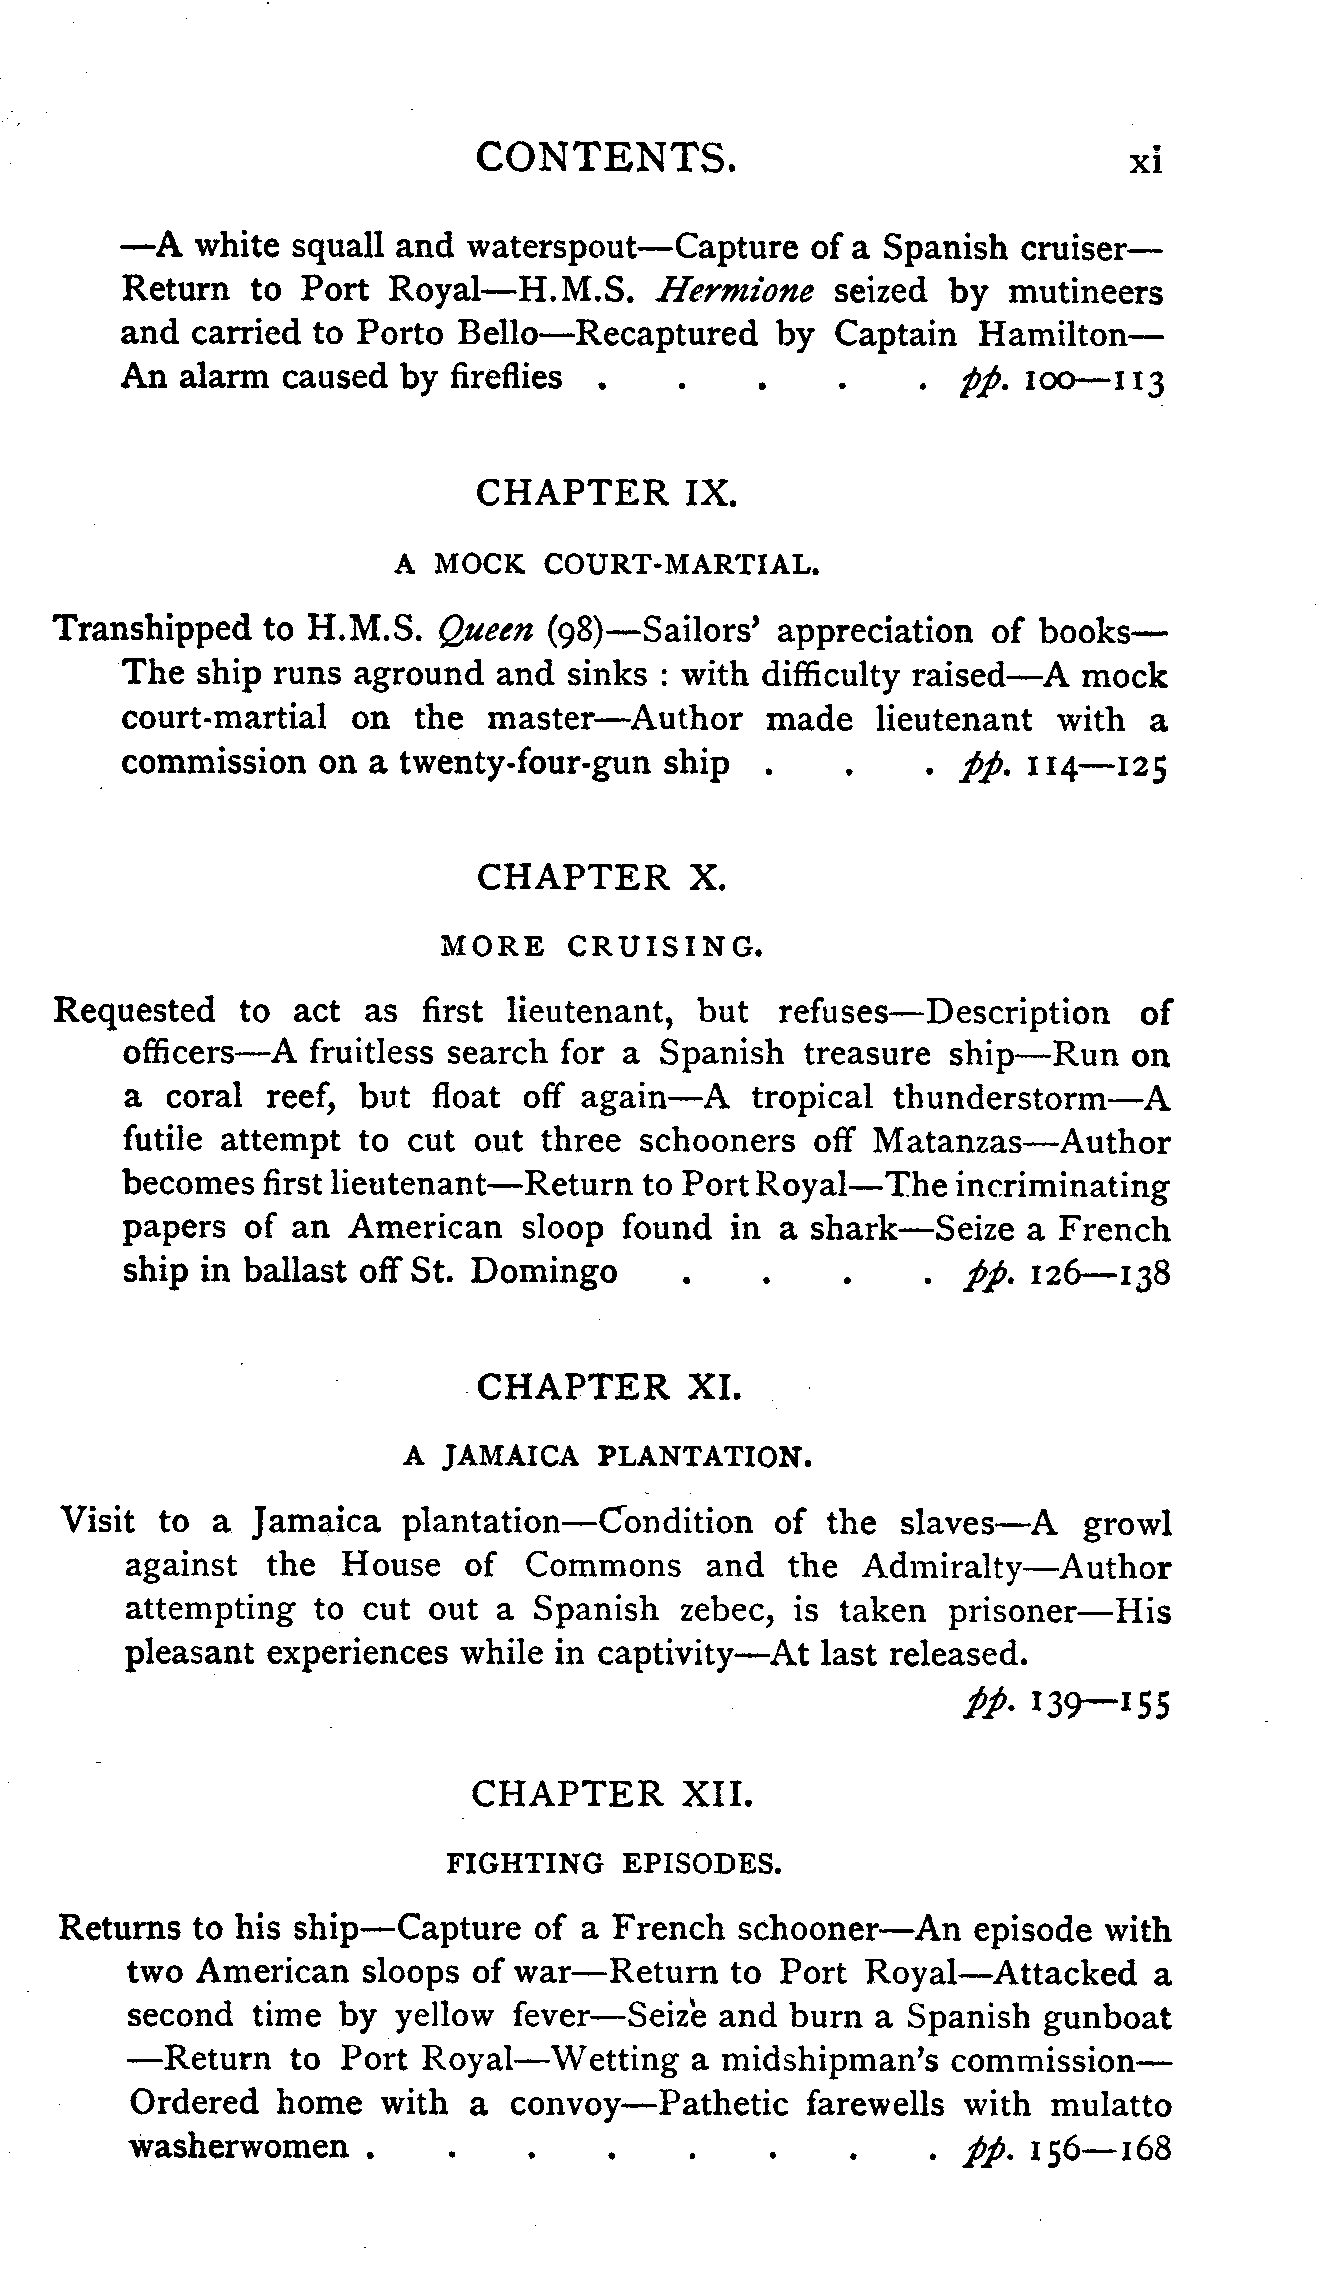 CONTENTS. xi
—A white squall and waterspout—Capture of a Spanish cruiser—
Return to Port Royal—H.M.S. Hermione seized by mutineers
and carried to Porto Bello—Recaptured by Captain Hamilton—
An alarm caused by fireflies . . . . . pp. 100—113
CHAPTER IX.
A MOCK COURT-MARTIAL.
Transhipped to H.M.S. Queen (98)—Sailors' appreciation of books—
The ship runs aground and sinks : with difficulty raised—A mock
court-martial on the master—Author made lieutenant with a
commission on a twenty-four-gun ship . . . pp. 114—125
CHAPTER X.
MORE CRUISING.
Requested to act as first lieutenant, but refuses—Description of
officers—A fruitless search for a Spanish treasure ship—Run on
a coral reef, but float off again—A tropical thunderstorm—A
futile attempt to cut out three schooners off Matanzas—Author
becomes first lieutenant—Return to Port Royal—The incriminating
papers of an American sloop found in a shark—Seize a French
ship in ballast off St. Domingo . . . . pp. 126—138
CHAPTER XI.
A JAMAICA PLANTATION.
Visit to a Jamaica plantation—Condition of the slaves—A growl
against the House of Commons and the Admiralty—Author
attempting to cut out a Spanish zebec, is taken prisoner—His
pleasant experiences while in captivity—At last released.
pp. 139—155
CHAPTER XII.
FIGHTING EPISODES.
Returns to his ship—Capture of a French schooner—An episode with
two American sloops of war—Return to Port Royal—Attacked a
second time by yellow fever—Seize and burn a Spanish gunboat
—Return to Port Royal—Wetting a midshipman's commission—
Ordered home with a convoy—Pathetic farewells with mulatto
washerwomen . . . . . . . . pp. 156—168